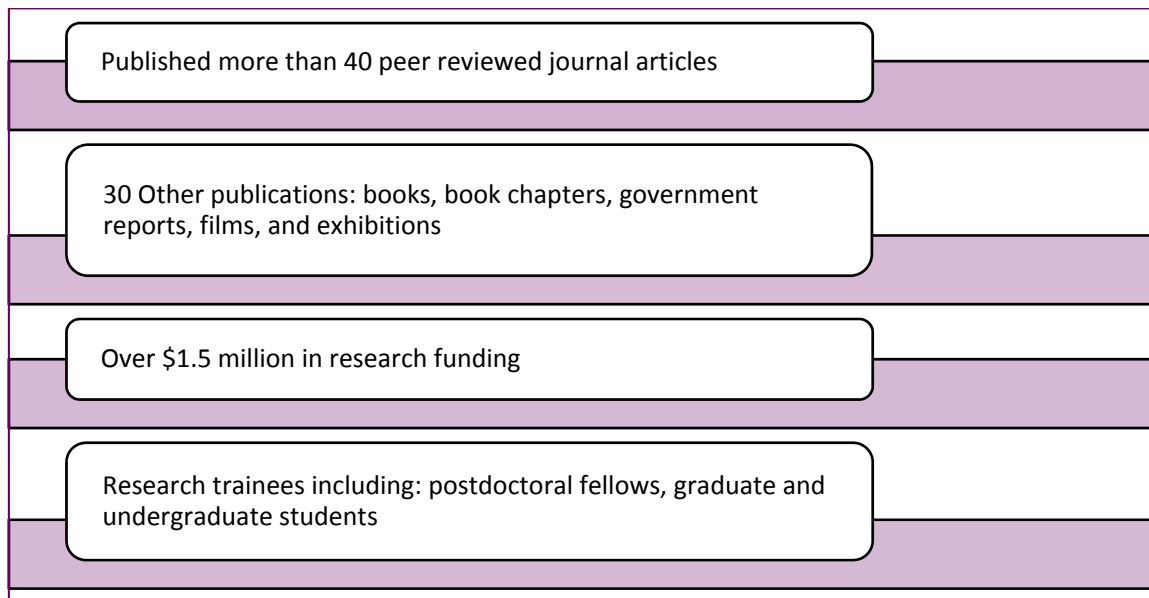 Published more than 40 peer reviewed journal articles
30 Other publications: books, book chapters, government
reports, films, and exhibitions
Over $1.5 million in research funding
Research trainees including: postdoctoral fellows, graduate and
undergraduate students